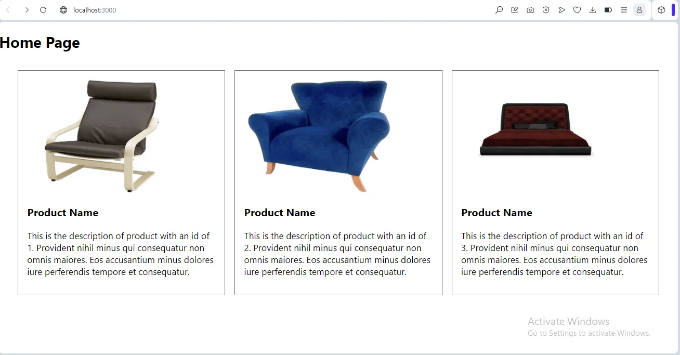 localhost:3000
Home Page
Product Name
This is the description of product with an id of
1. Provident nihil minus qui consequatur non
omnis maiores. Eos accusantium minus dolores
iure perferendis tempore et consequatur.
Product Name
This is the description of product with an id of
2. Provident nihil minus qui consequatur non
omnis maiores. Eos accusantium minus dolores
iure perferendis tempore et consequatur.
Product Name
This is the description of product with an id of
3. Provident nihil minus qui consequatur non
omnis maiores. Eos accusantium minus dolores
iure perferendis tempore et consequatur.
Activate Windows
Go to Settings to activate Windows.